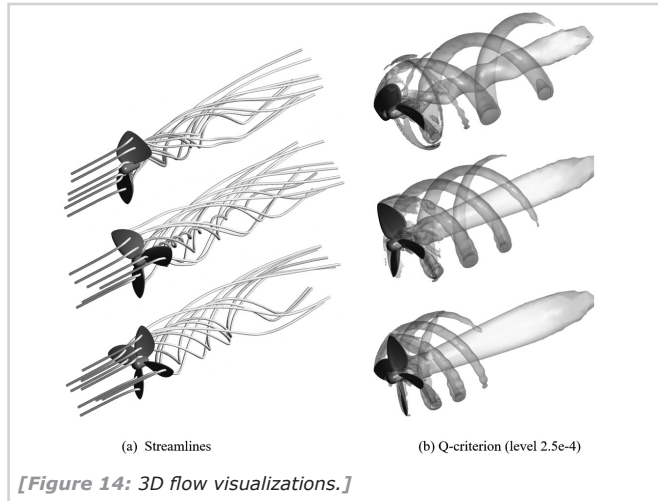 (a) Streamlines
(b) Q-criterion (level 2.5e-4)
[Figure 14: 3D flow visualizations.]